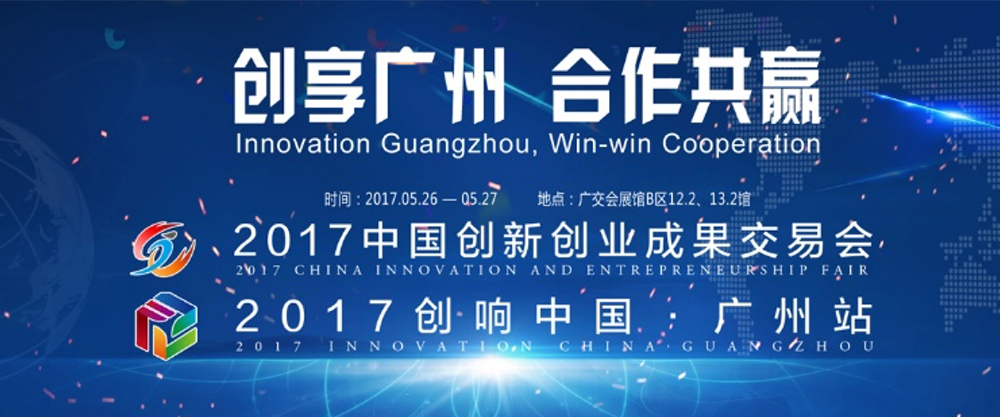 创享广州 合作共赢
Innovation Guangzhou, Win-win Cooperation
时间：2017.05.26 — 05.27 地点：广交会展馆B区12.2、13.2馆
2017中国创新创业成果交易会
2017 CHINA INNOVATION AND ENTREPRENEURSHIP FAIR
2017创响中国·广州站
2017 INNOVATION CHINA·GUANGZHOU